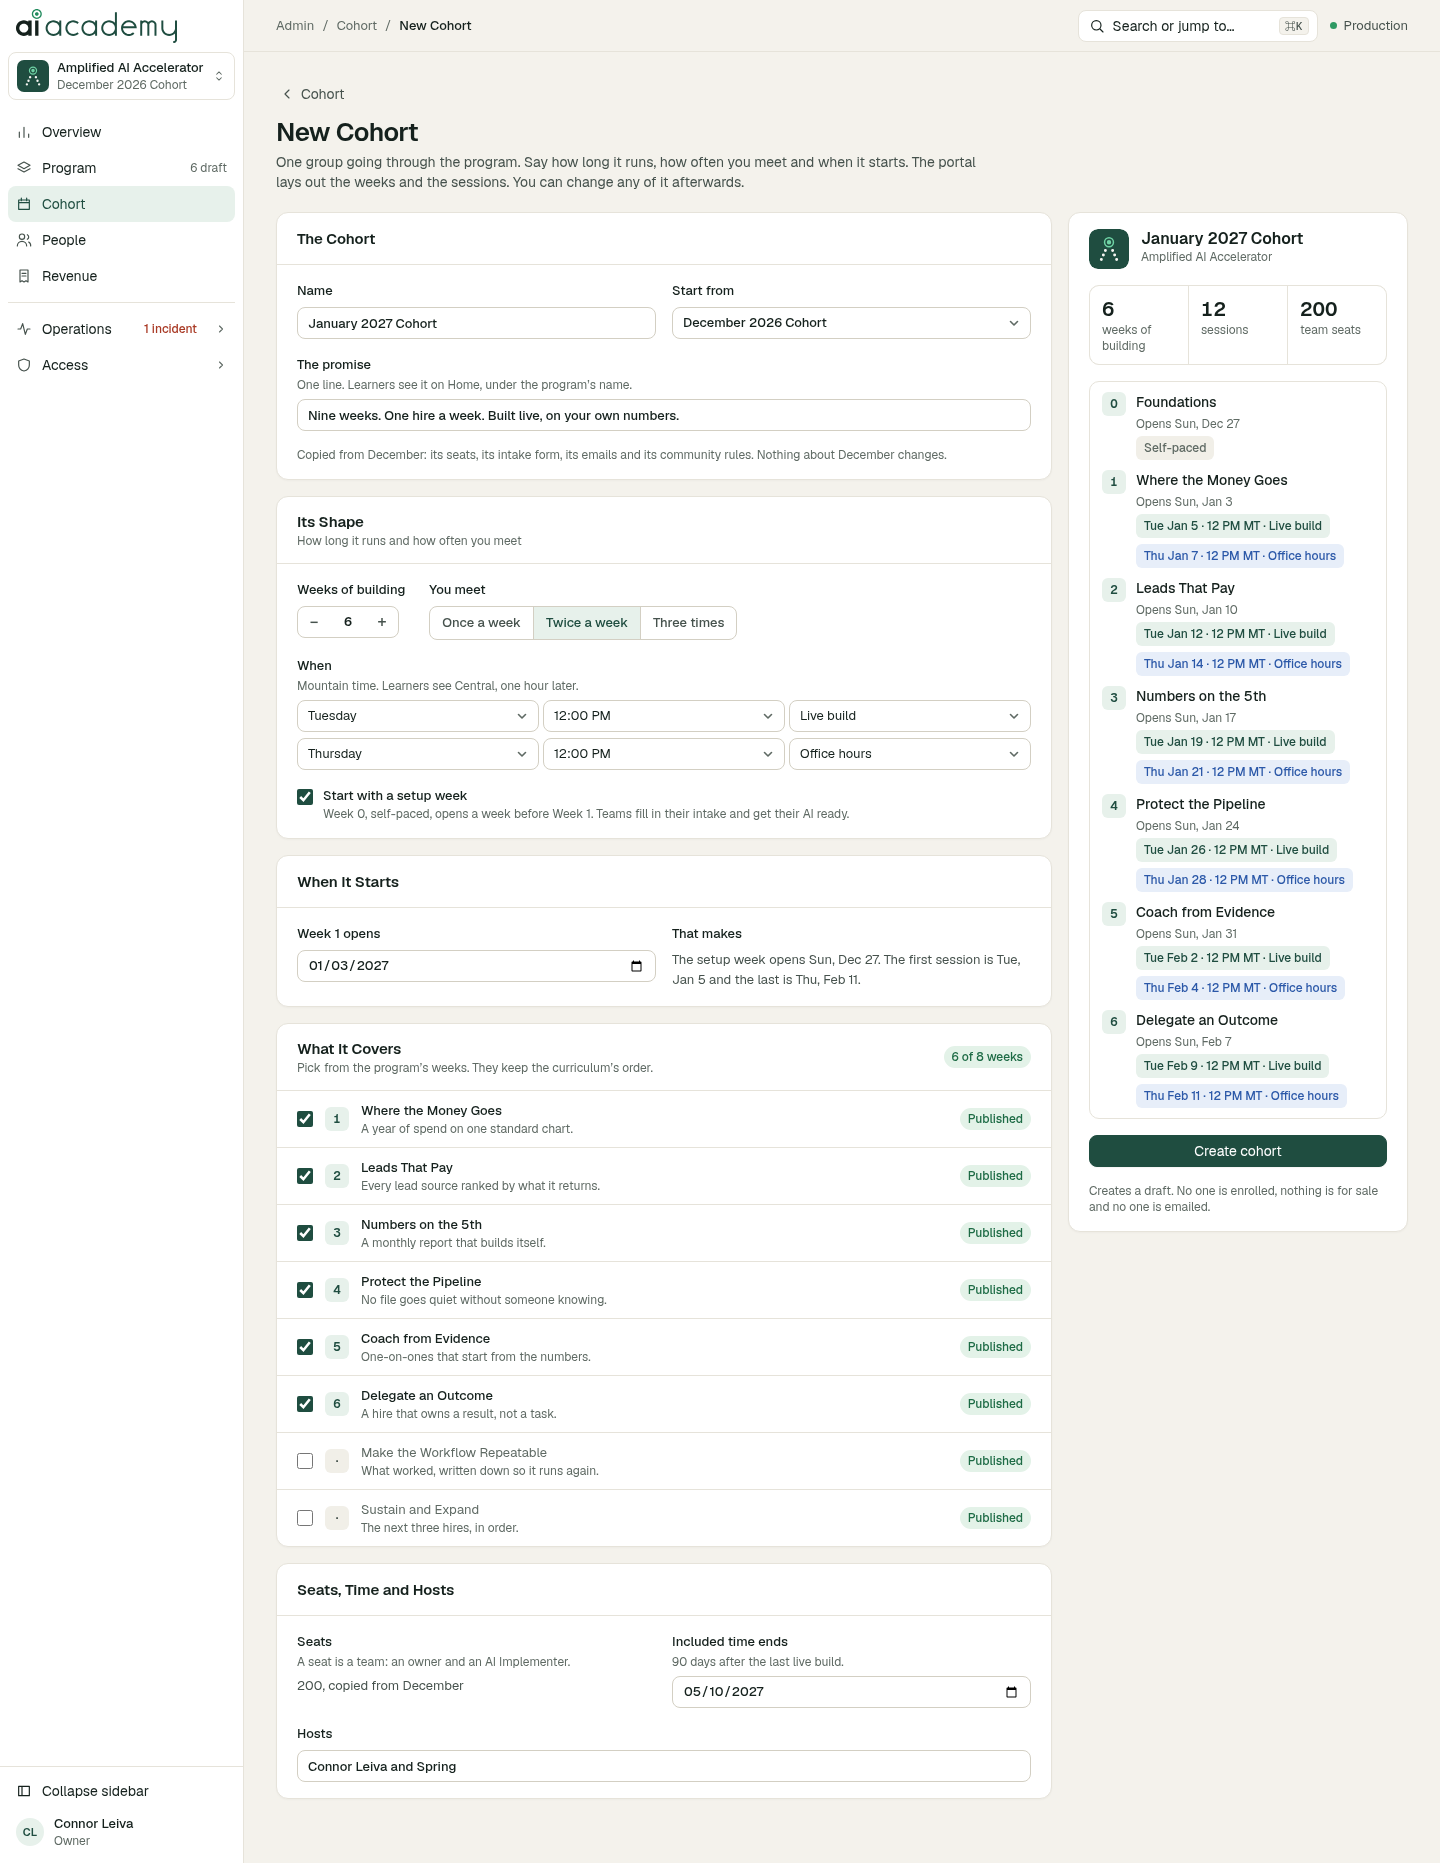 ai academy
Amplified AI Accelerator
December 2026 Cohort
Overview
Program 6 draft
Cohort
People
Revenue
Operations 1 incident
Access
Collapse sidebar
CL
Connor Leiva
Owner
Admin / Cohort / New Cohort
Search or jump to... ⌘K
Production
Cohort
New Cohort
One group going through the program. Say how long it runs, how often you meet and when it starts. The portal
lays out the weeks and the sessions. You can change any of it afterwards.
The Cohort
Name
January 2027 Cohort
Start from
December 2026 Cohort
The promise
One line. Learners see it on Home, under the program's name.
Nine weeks. One hire a week. Built live, on your own numbers.
Copied from December: its seats, its intake form, its emails and its community rules. Nothing about December changes.
Its Shape
How long it runs and how often you meet
Weeks of building
− 6 +
You meet
Once a week Twice a week Three times
When
Mountain time. Learners see Central, one hour later.
Tuesday 12:00 PM Live build
Thursday 12:00 PM Office hours
Start with a setup week
Week 0, self-paced, opens a week before Week 1. Teams fill in their intake and get their AI ready.
When It Starts
Week 1 opens
01/03/2027
That makes
The setup week opens Sun, Dec 27. The first session is Tue,
Jan 5 and the last is Thu, Feb 11.
What It Covers
Pick from the program's weeks. They keep the curriculum's order.
6 of 8 weeks
1 Where the Money Goes
A year of spend on one standard chart.
Published
2 Leads That Pay
Every lead source ranked by what it returns.
Published
3 Numbers on the 5th
A monthly report that builds itself.
Published
4 Protect the Pipeline
No file goes quiet without someone knowing.
Published
5 Coach from Evidence
One-on-ones that start from the numbers.
Published
6 Delegate an Outcome
A hire that owns a result, not a task.
Published
· Make the Workflow Repeatable
What worked, written down so it runs again.
Published
· Sustain and Expand
The next three hires, in order.
Published
Seats, Time and Hosts
Seats
A seat is a team: an owner and an AI Implementer.
200, copied from December
Included time ends
90 days after the last live build.
05/10/2027
Hosts
Connor Leiva and Spring
January 2027 Cohort
Amplified AI Accelerator
6
weeks of
building
12
sessions
200
team seats
0 Foundations
Opens Sun, Dec 27
Self-paced
1 Where the Money Goes
Opens Sun, Jan 3
Tue Jan 5 · 12 PM MT · Live build
Thu Jan 7 · 12 PM MT · Office hours
2 Leads That Pay
Opens Sun, Jan 10
Tue Jan 12 · 12 PM MT · Live build
Thu Jan 14 · 12 PM MT · Office hours
3 Numbers on the 5th
Opens Sun, Jan 17
Tue Jan 19 · 12 PM MT · Live build
Thu Jan 21 · 12 PM MT · Office hours
4 Protect the Pipeline
Opens Sun, Jan 24
Tue Jan 26 · 12 PM MT · Live build
Thu Jan 28 · 12 PM MT · Office hours
5 Coach from Evidence
Opens Sun, Jan 31
Tue Feb 2 · 12 PM MT · Live build
Thu Feb 4 · 12 PM MT · Office hours
6 Delegate an Outcome
Opens Sun, Feb 7
Tue Feb 9 · 12 PM MT · Live build
Thu Feb 11 · 12 PM MT · Office hours
Create cohort
Creates a draft. No one is enrolled, nothing is for sale
and no one is emailed.